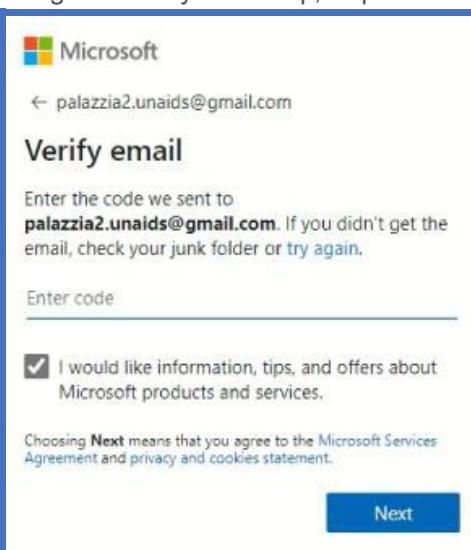 Microsoft
← palazzia2.unaids@gmail.com
Verify email
Enter the code we sent to
palazzia2.unaids@gmail.com. If you didn't get the
email, check your junk folder or try again.
Enter code
I would like information, tips, and offers about
Microsoft products and services.
Choosing Next means that you agree to the Microsoft Services
Agreement and privacy and cookies statement.
Next